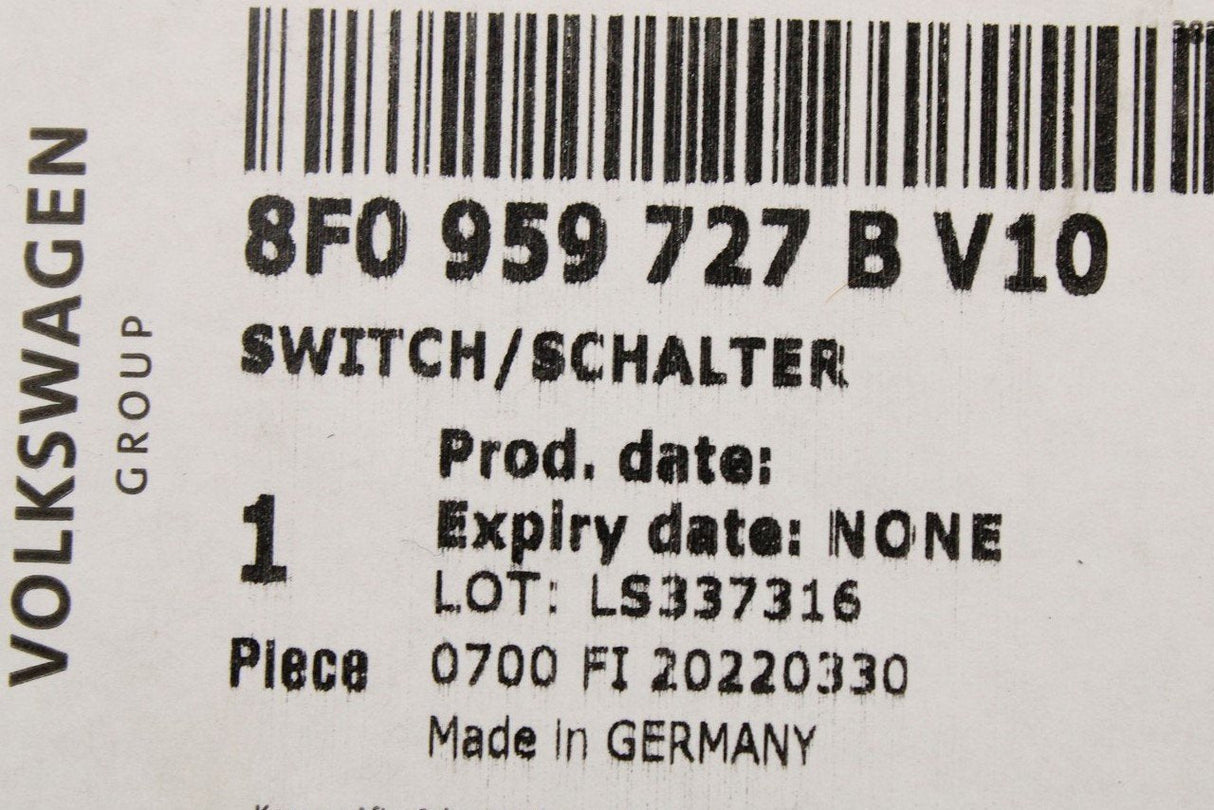 VOLKSWAGEN
GROUP
8F0 959 727 B V10
SWITCH/SCHALTER
Prod. date:
1
Expiry date: NONE
LOT: LS337316
Piece
0700 FI 20220330
Made in GERMANY